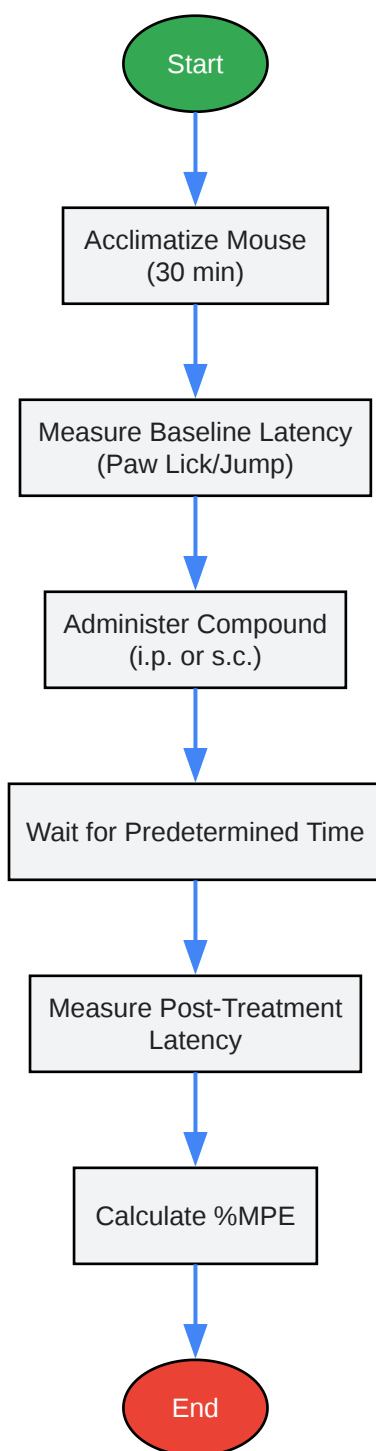 Start
Acclimatize Mouse
(30 min)
Measure Baseline Latency
(Paw Lick/Jump)
Administer Compound
(i.p. or s.c.)
Wait for Predetermined Time
Measure Post-Treatment
Latency
Calculate %MPE
End